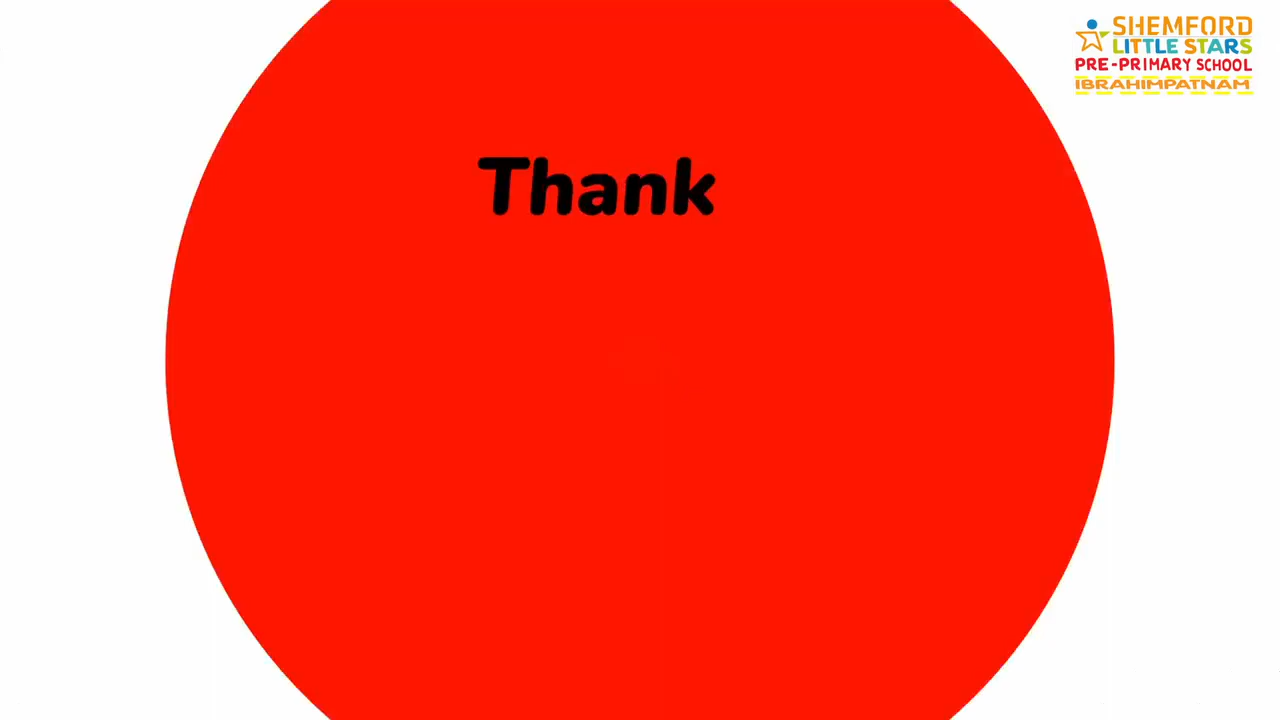 SHEMFORD
LITTLE STARS
PRE-PRIMARY SCHOOL
IBRAHIMPATNAM
Thank